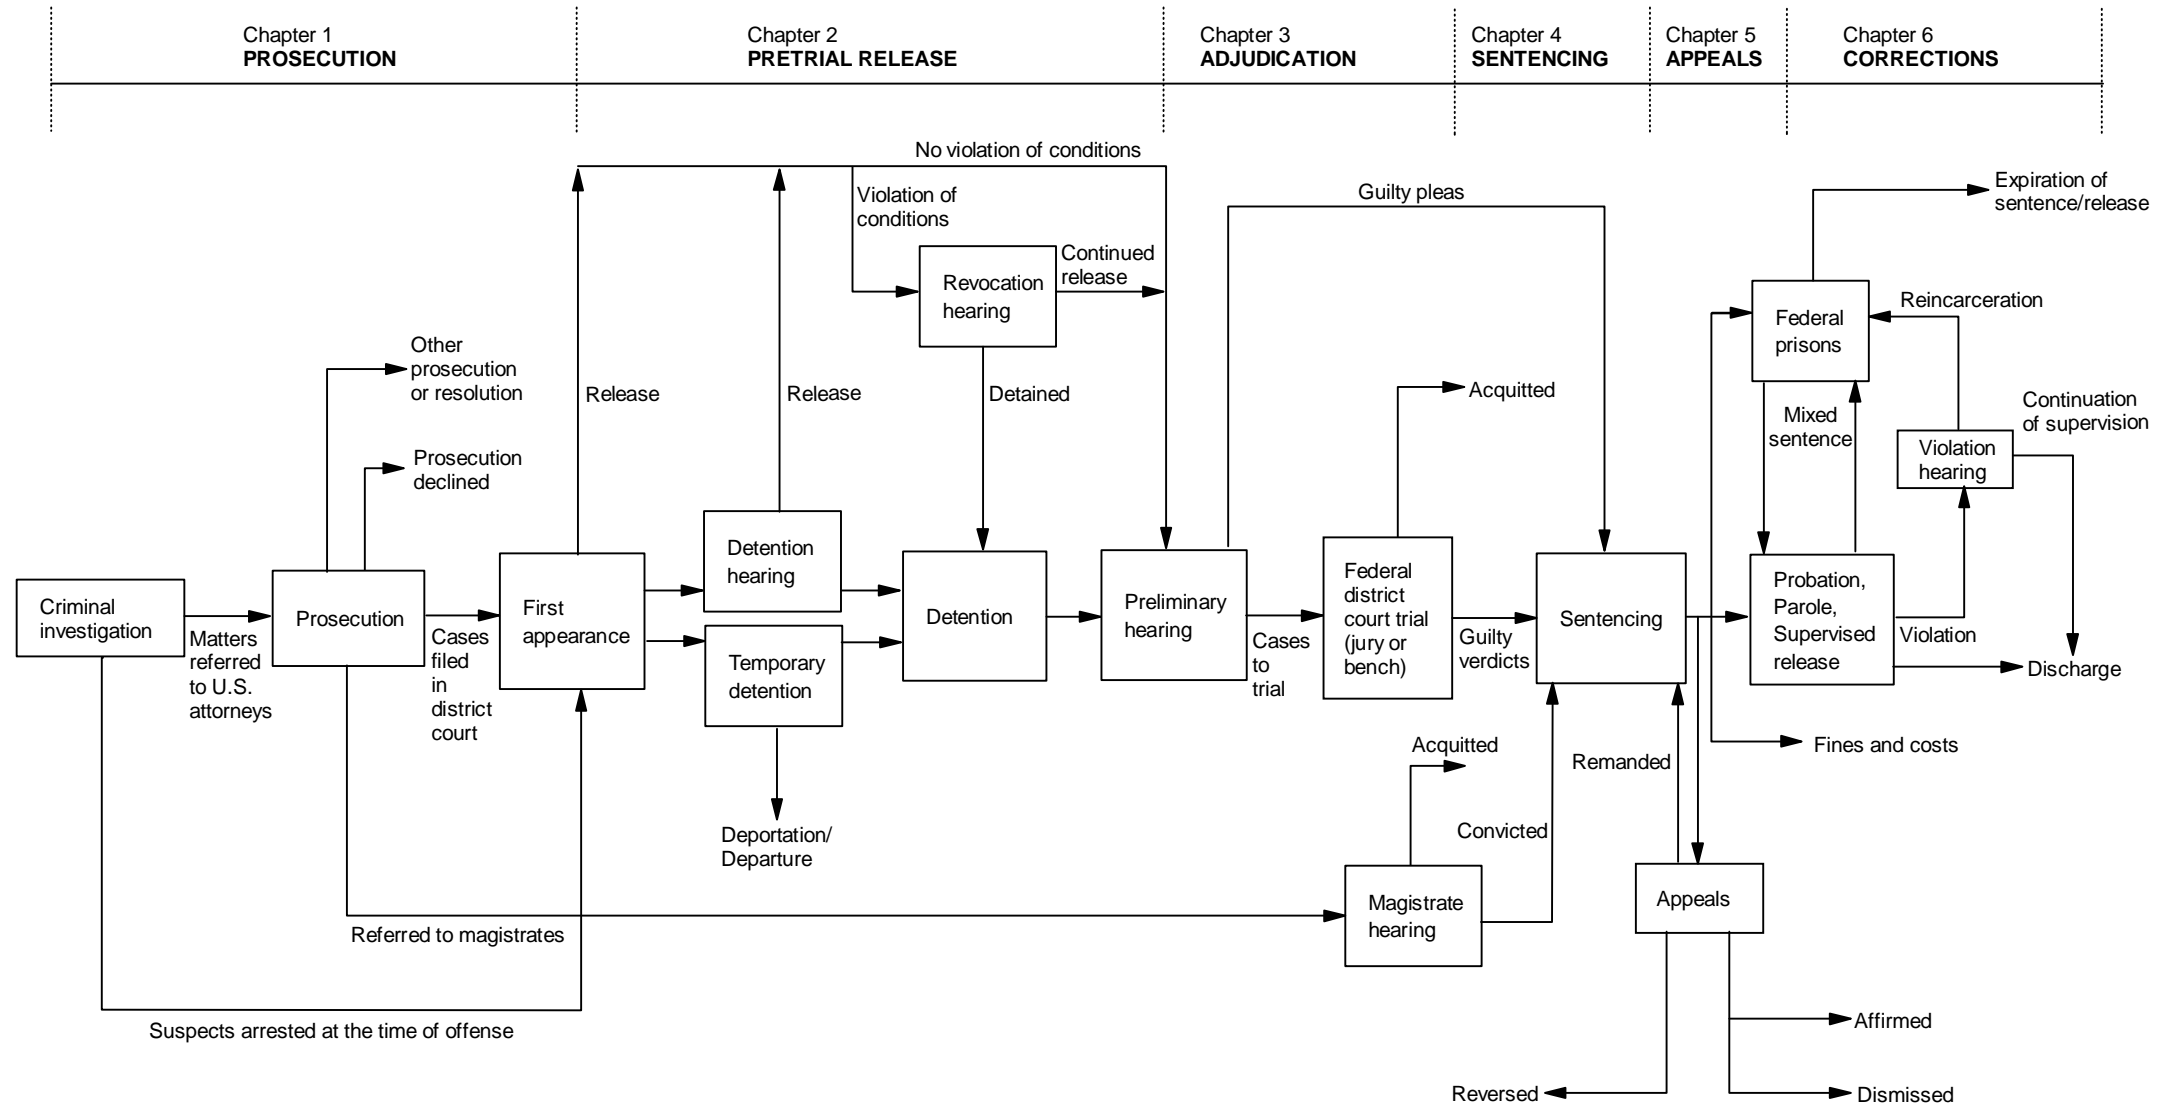 Chapter 1
PROSECUTION
Chapter 2
PRETRIAL RELEASE
Chapter 3
ADJUDICATION
Chapter 4
SENTENCING
Chapter 5
APPEALS
Chapter 6
CORRECTIONS
No violation of conditions
Violation of
conditions
Guilty pleas
Expiration of
sentence/release
Continued
release
Revocation
hearing
Reincarceration
Federal
prisons
Other
prosecution
or resolution
Release
Release
Detained
Acquitted
Mixed
sentence
Continuation
of supervision
Violation
hearing
Prosecution
declined
Criminal
investigation
Matters
referred
to U.S.
attorneys
Prosecution
Cases
filed
in
district
court
First
appearance
Detention
hearing
Temporary
detention
Detention
Preliminary
hearing
Cases
to
trial
Federal
district
court trial
(jury or
bench)
Guilty
verdicts
Sentencing
Probation,
Parole,
Supervised
release
Violation
Discharge
Fines and costs
Acquitted
Remanded
Convicted
Deportation/
Departure
Magistrate
hearing
Appeals
Referred to magistrates
Suspects arrested at the time of offense
Affirmed
Reversed
Dismissed